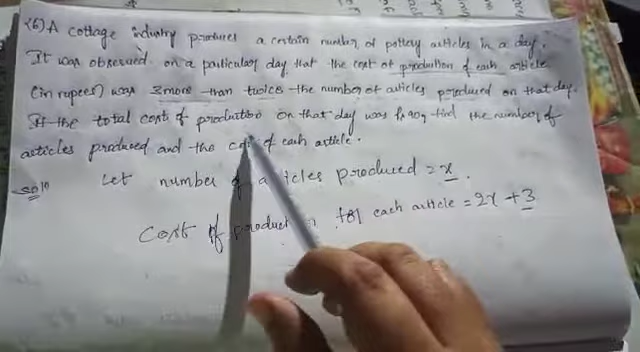 (6) A cottage industry produces a certain number of pottery articles in a day.
It was observed on a particular day that the cost of production of each article
(in rupees) was 3 more than twice the number of articles produced on that day.
If the total cost of production on that day was ₹90, find the number of
articles produced and the cost of each article.
Soln Let number of articles produced = x.
Cost of production for each article = 2x + 3